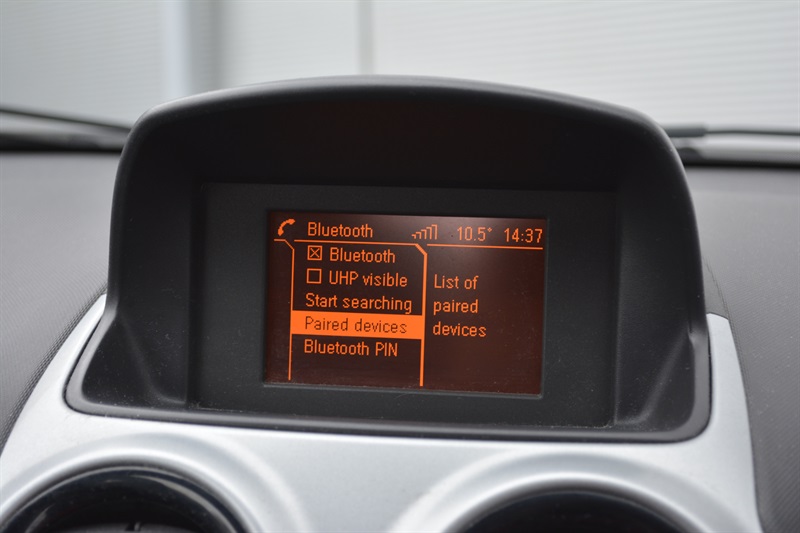 Bluetooth 10.5° 14:37
Bluetooth
UHP visible
Start searching
Paired devices
Bluetooth PIN
List of
paired
devices